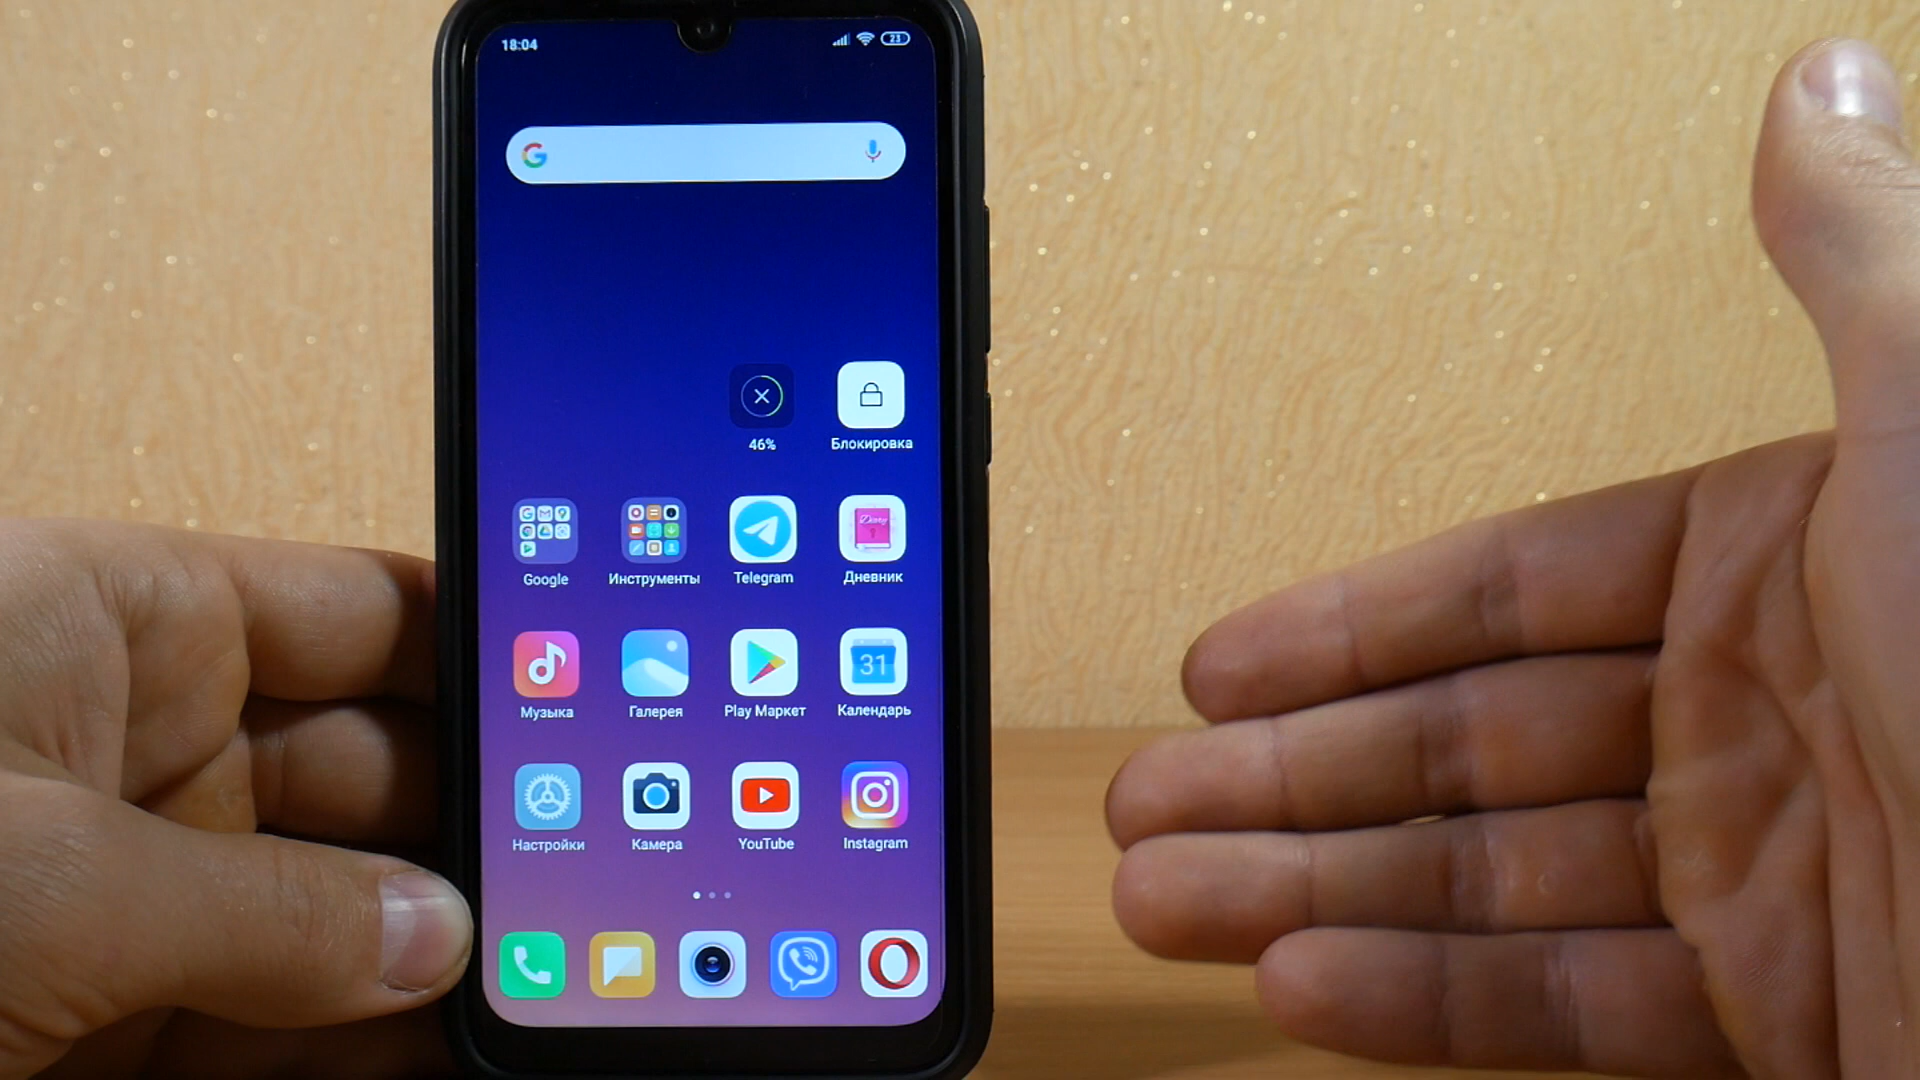 18:04 23
46% Блокировка
Google Инструменты Telegram Diary Дневник
Музыка Галерея Play Маркет 31 Календарь
Настройки Камера YouTube Instagram